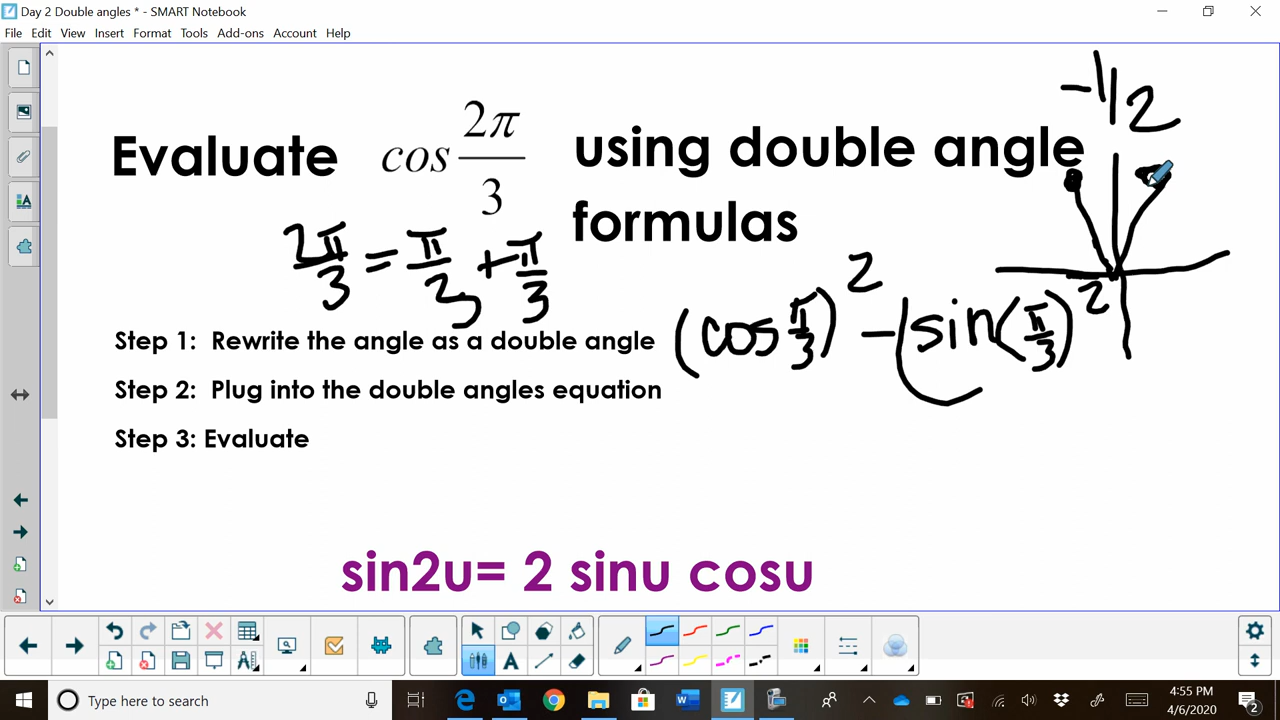 Day 2 Double angles * - SMART Notebook
File Edit View Insert Format Tools Add-ons Account Help
-1/2
Evaluate cos 2π/3 using double angle
formulas
2π/3 = π/3 + π/3
(cos π/3)² - (sin(π/3)²
Step 1: Rewrite the angle as a double angle
Step 2: Plug into the double angles equation
Step 3: Evaluate
sin2u= 2 sinu cosu
Type here to search
4:55 PM
4/6/2020
2